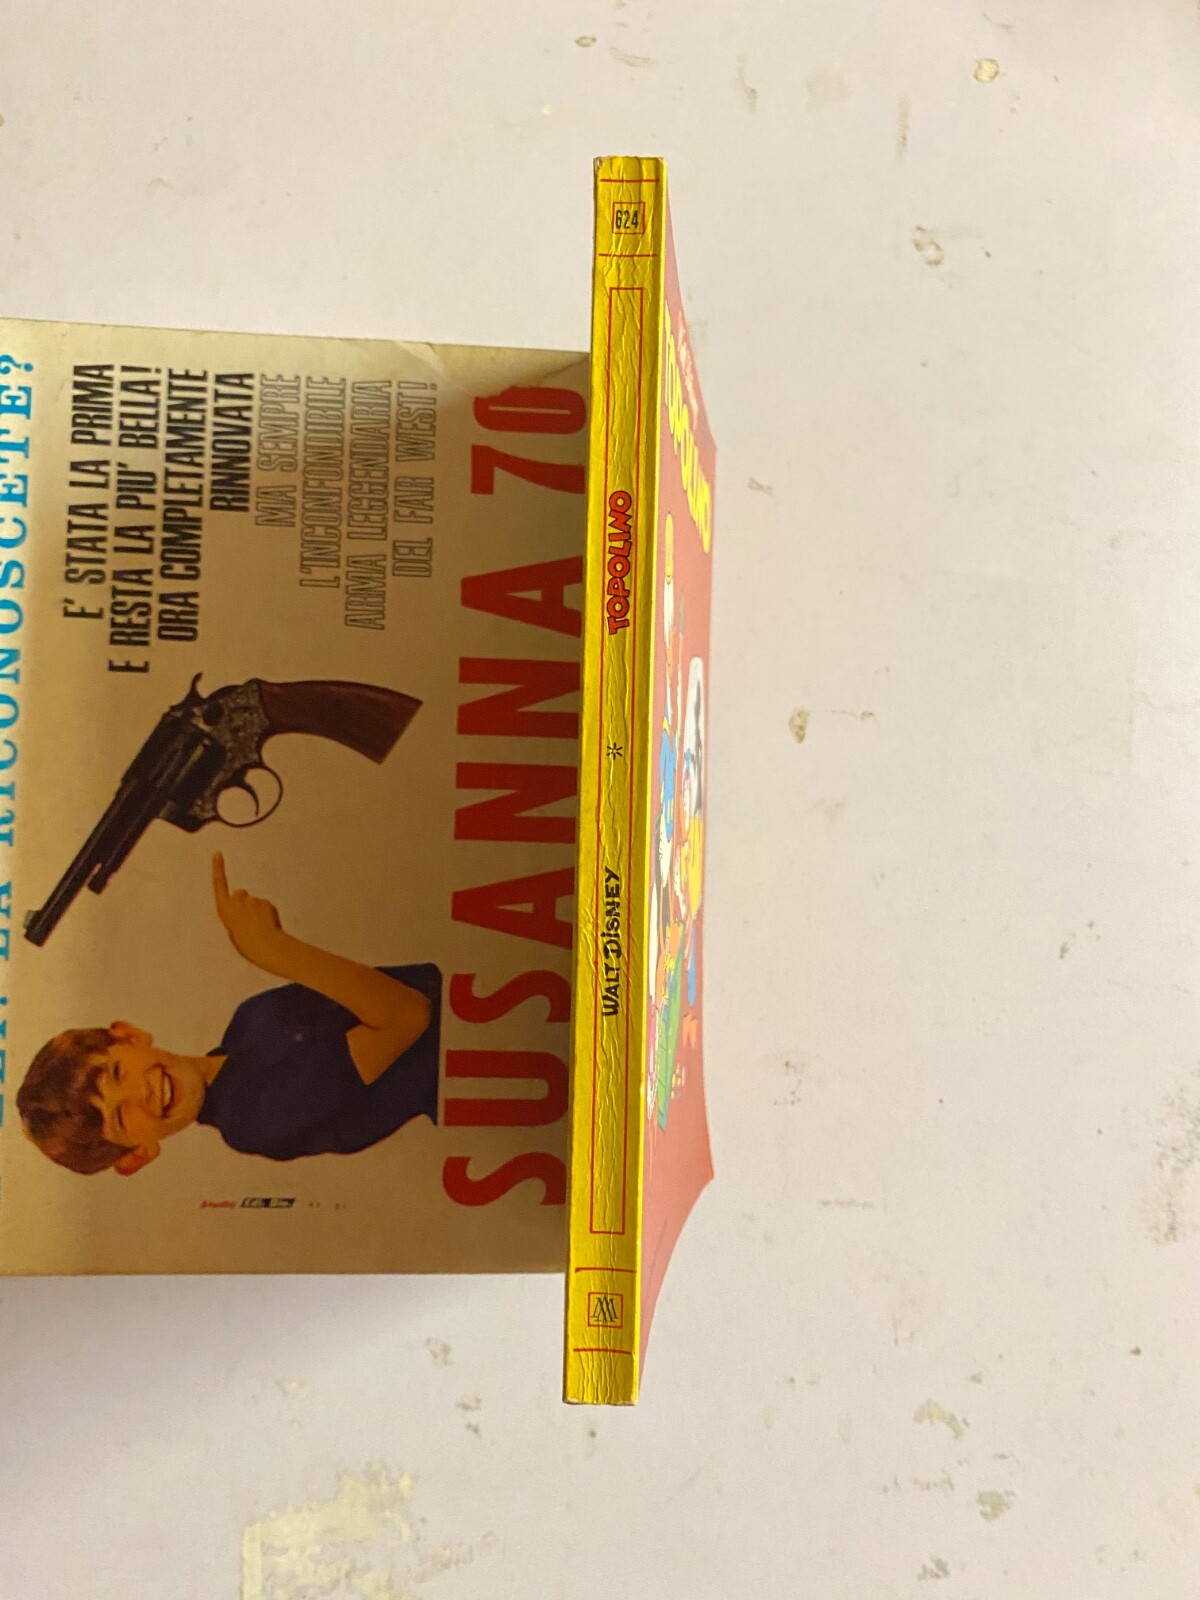 RICONOSCETE?
E' STATA LA PRIMA
E RESTA LA PIU' BELLA!
ORA COMPLETAMENTE
RINNOVATA
MA SEMPRE
L'INCONFONDIBILE
ARMA LEGGENDARIA
DEL FAR WEST!
SUSANNA 70
WALT DISNEY * TOPOLINO
624
TOPOLINO